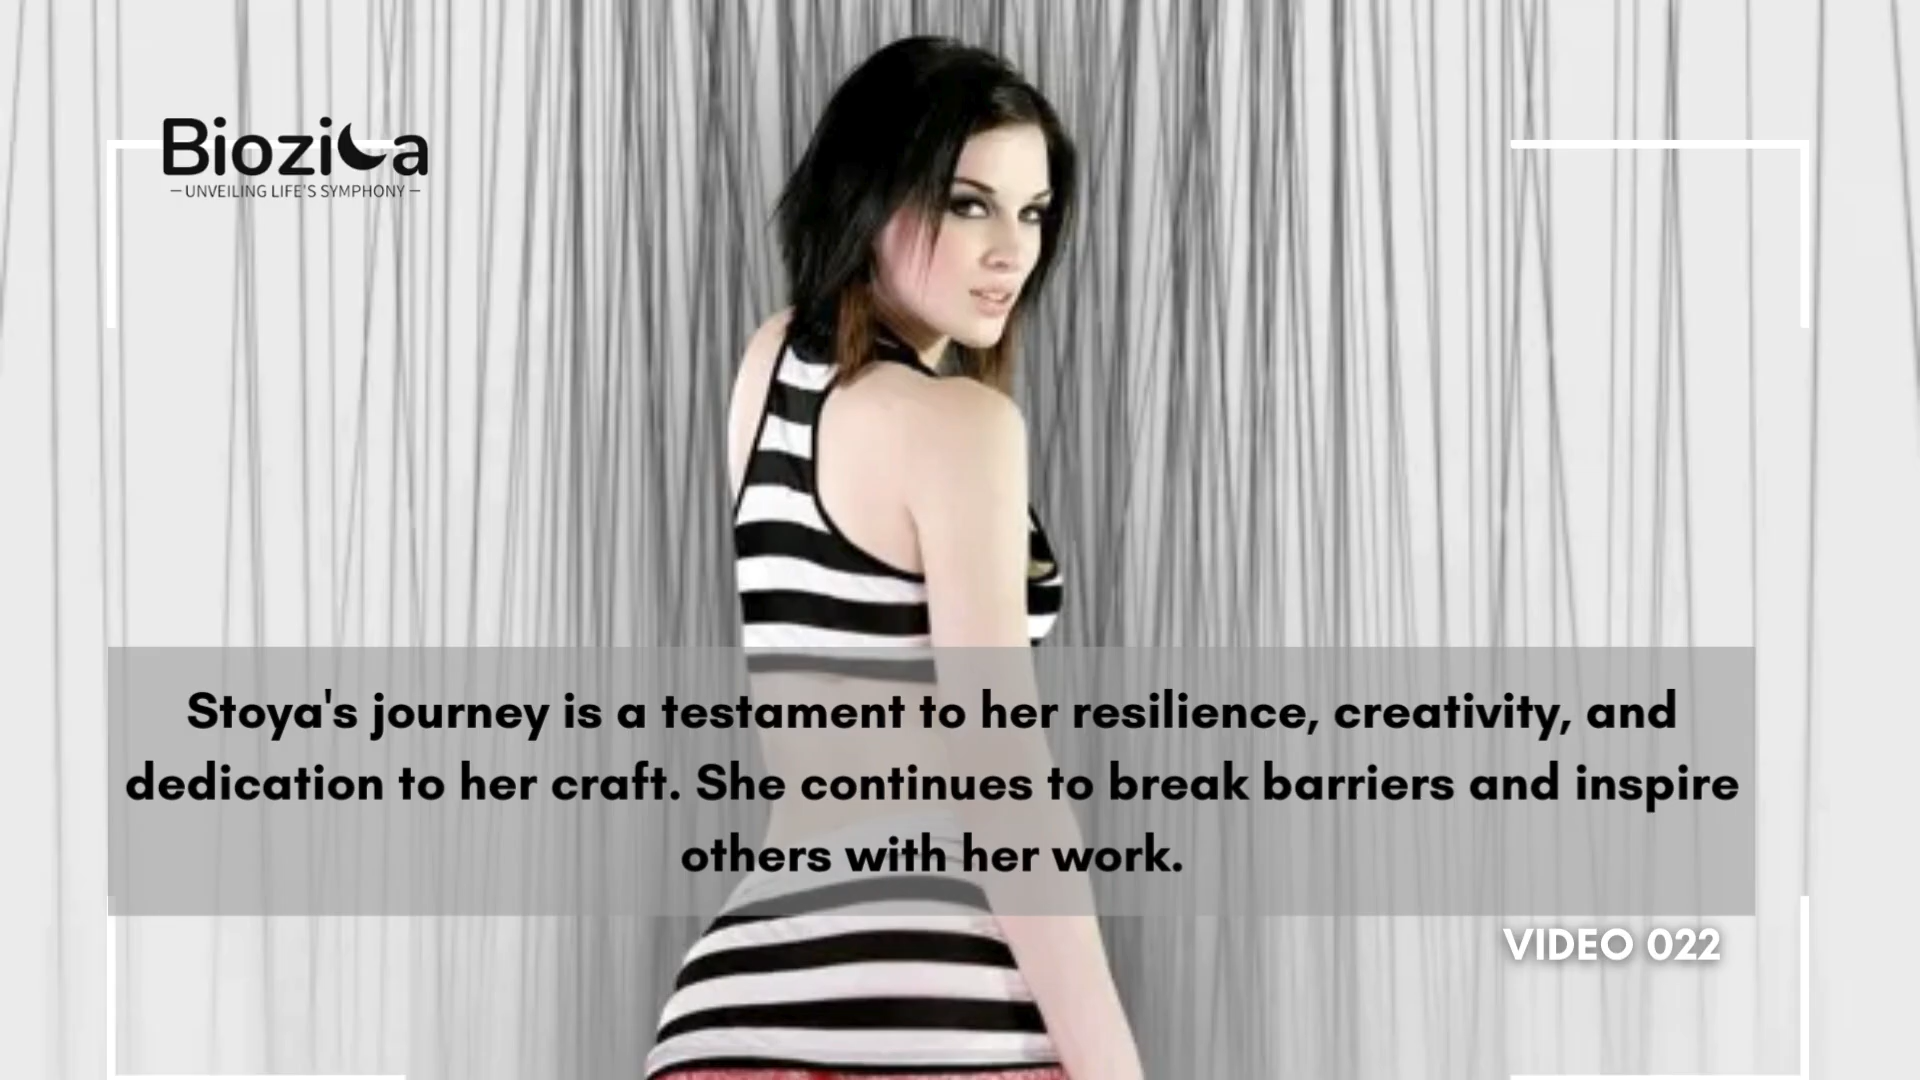 Biozica
—UNVEILING LIFE'S SYMPHONY—
Stoya's journey is a testament to her resilience, creativity, and
dedication to her craft. She continues to break barriers and inspire
others with her work.
VIDEO 022